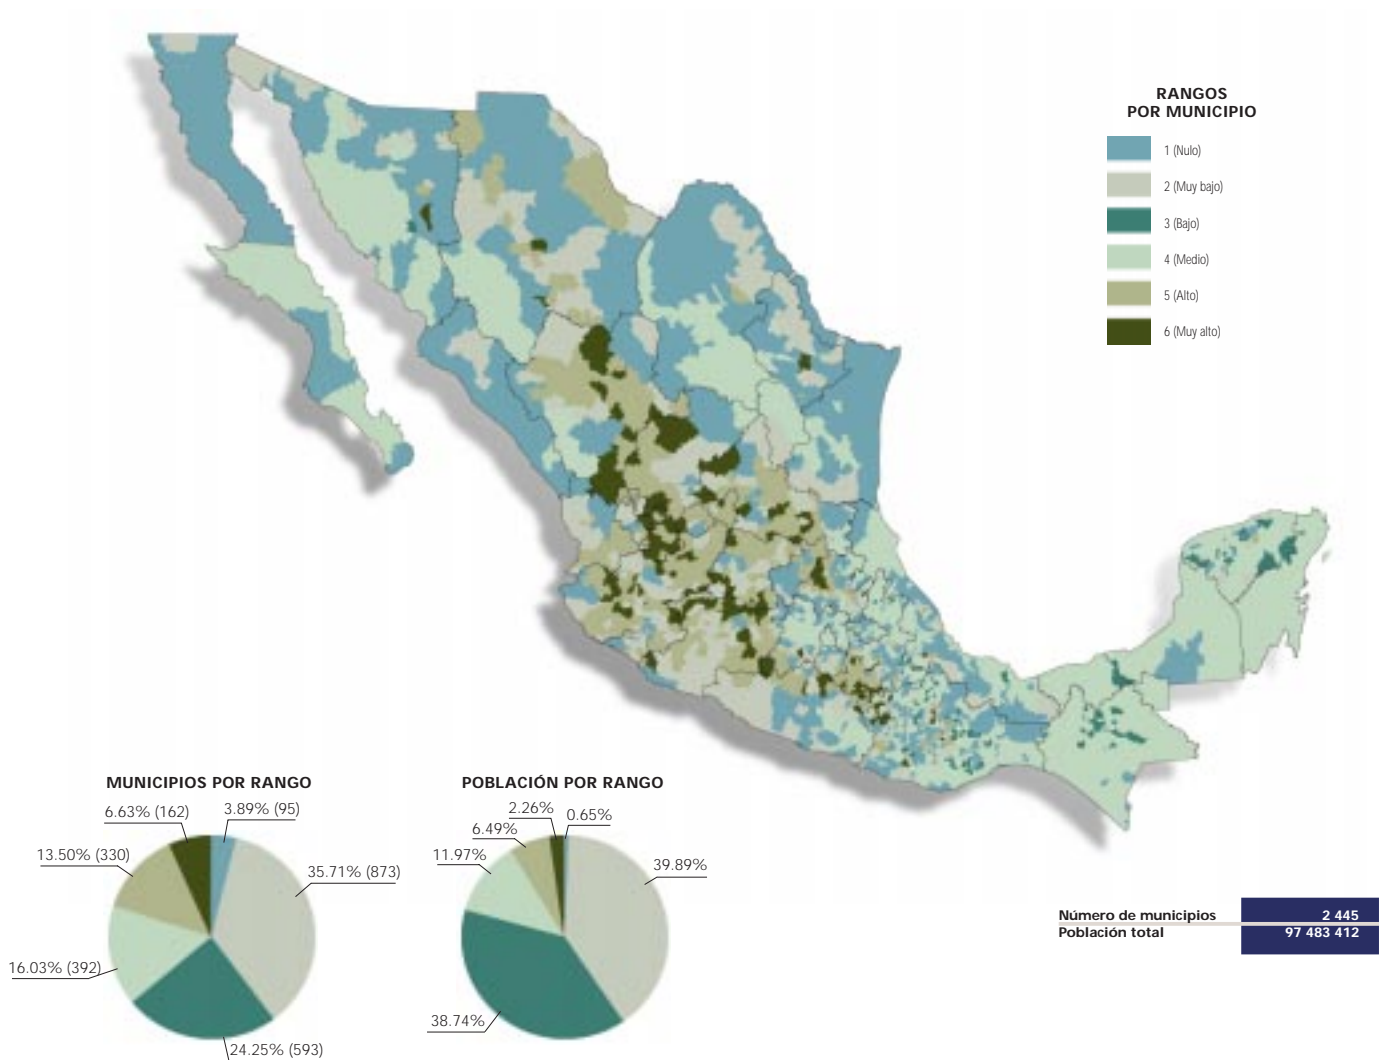 RANGOS
POR MUNICIPIO
1 (Nulo)
2 (Muy bajo)
3 (Bajo)
4 (Medio)
5 (Alto)
6 (Muy alto)
MUNICIPIOS POR RANGO
6.63% (162)
3.89% (95)
13.50% (330)
35.71% (873)
16.03% (392)
24.25% (593)
POBLACIÓN POR RANGO
2.26%
0.65%
6.49%
11.97%
39.89%
38.74%
Número de municipios 2 445
Población total 97 483 412